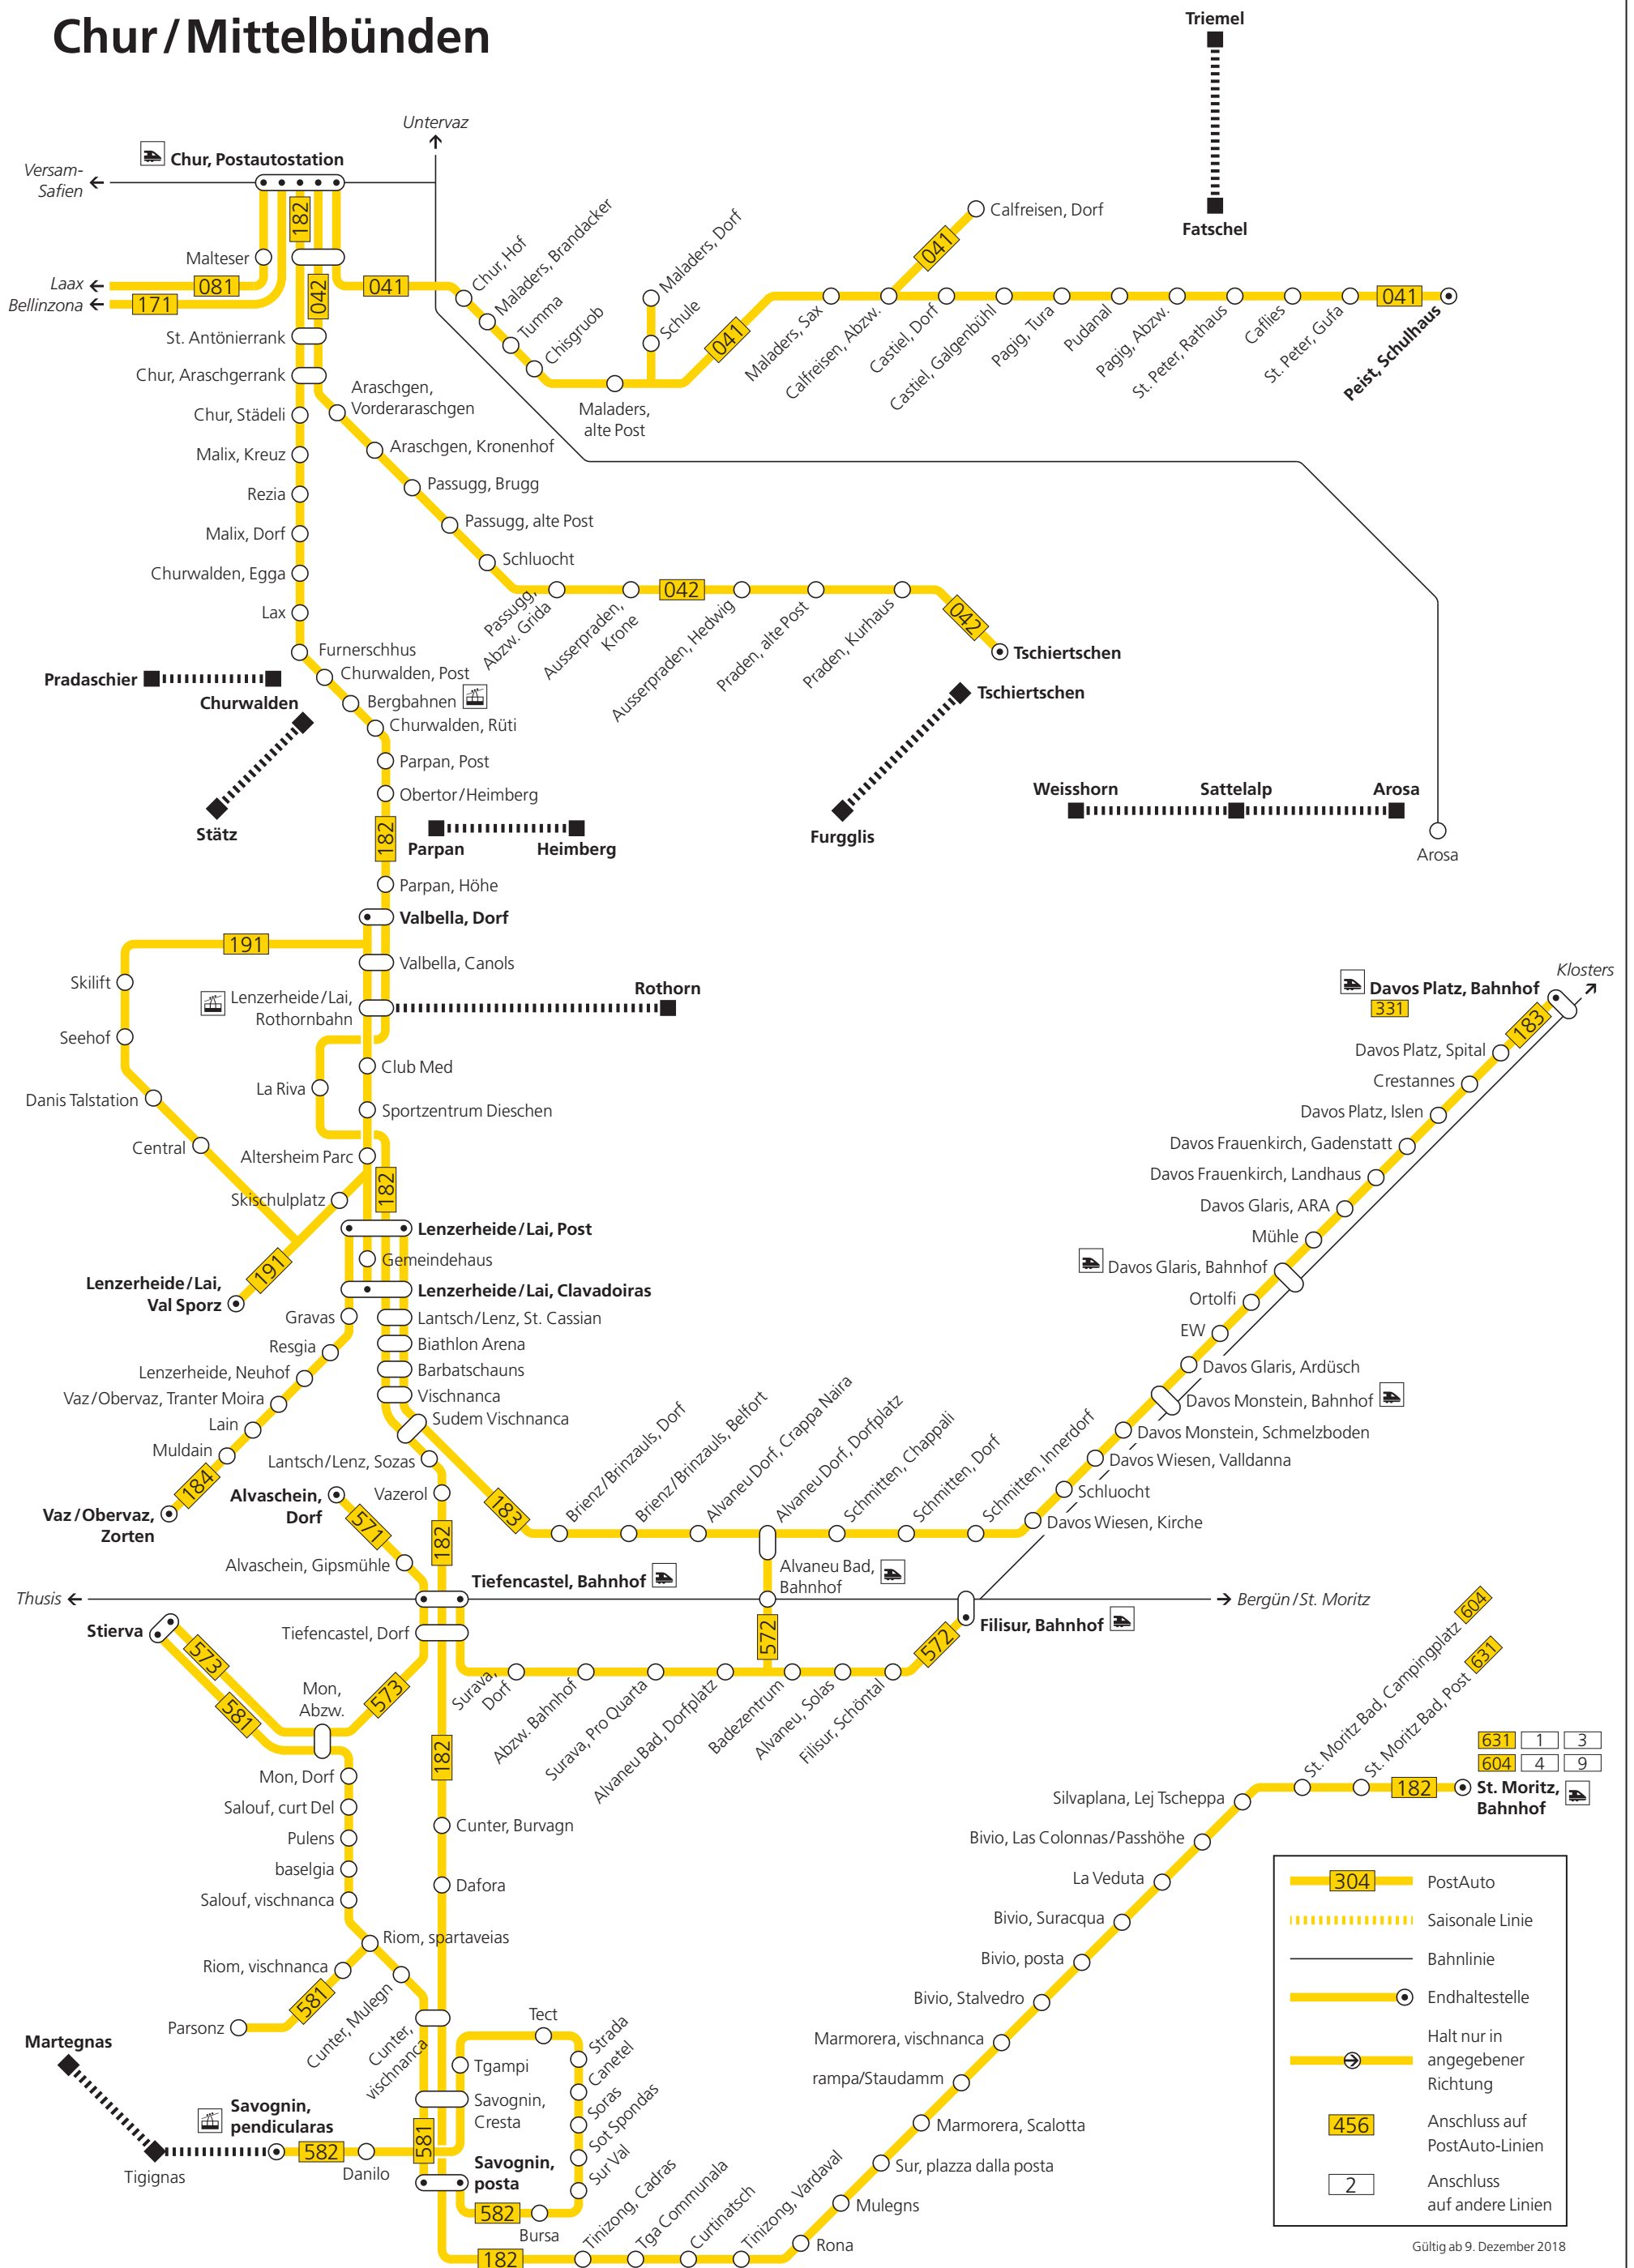 Chur/Mittelbünden
Triemel
Fatschel
Untervaz
Versam-
Safien
Chur, Postautostation
182
Malteser
Laax
081
Bellinzona
171
042
041
Chur, Hof
Maladers, Brandacker
Tumma
Chisgruob
Maladers,
alte Post
Schule
Maladers, Dorf
041
Maladers, Sax
Calfreisen, Abzw.
041
Calfreisen, Dorf
Castiel, Dorf
Castiel, Galgenbühl
Pagig, Tura
Pudanal
Pagig, Abzw.
St. Peter, Rathaus
Caflies
St. Peter, Gufa
041
Peist, Schulhaus
St. Antönierrank
Chur, Araschgerrank
Chur, Städeli
Malix, Kreuz
Rezia
Malix, Dorf
Churwalden, Egga
Lax
Furnerschhus
Churwalden, Post
Bergbahnen
Churwalden, Rüti
Parpan, Post
Obertor/Heimberg
182
Parpan, Höhe
Valbella, Dorf
Araschgen,
Vorderaraschgen
Araschgen, Kronenhof
Passugg, Brugg
Passugg, alte Post
Schluocht
Passugg,
Abzw. Grida
Ausserpraden,
Krone
042
Ausserpraden, Hedwig
Praden, alte Post
Praden, Kurhaus
042
Tschiertschen
Tschiertschen
Furgglis
Pradaschier
Churwalden
Stätz
Parpan
Heimberg
Weisshorn
Sattelalp
Arosa
Arosa
191
Skilift
Seehof
Danis Talstation
Central
Valbella, Canols
Lenzerheide/Lai,
Rothornbahn
Rothorn
Club Med
La Riva
Sportzentrum Dieschen
Altersheim Parc
182
Skischulplatz
191
Lenzerheide/Lai,
Val Sporz
Lenzerheide/Lai, Post
Gemeindehaus
Lenzerheide/Lai, Clavadoiras
Gravas
Resgia
Lenzerheide, Neuhof
Vaz/Obervaz, Tranter Moira
Lain
Muldain
184
Vaz/Obervaz,
Zorten
Lantsch/Lenz, St. Cassian
Biathlon Arena
Barbatschauns
Vischnanca
Sudem Vischnanca
Lantsch/Lenz, Sozas
Vazerol
182
183
Brienz/Brinzauls, Dorf
Brienz/Brinzauls, Belfort
Alvaneu Dorf, Crappa Naira
Alvaneu Dorf, Dorfplatz
Schmitten, Chappali
Schmitten, Dorf
Schmitten, Innerdorf
Davos Wiesen, Kirche
Schluocht
Davos Wiesen, Valldanna
Davos Monstein, Schmelzboden
Davos Monstein, Bahnhof
Davos Glaris, Ardüsch
EW
Ortolfi
Davos Glaris, Bahnhof
Mühle
Davos Glaris, ARA
Davos Frauenkirch, Landhaus
Davos Frauenkirch, Gadenstatt
Davos Platz, Islen
Crestannes
Davos Platz, Spital
183
Davos Platz, Bahnhof
331
Klosters
Alvaschein,
Dorf
571
Alvaschein, Gipsmühle
Tiefencastel, Bahnhof
Thusis
Alvaneu Bad,
Bahnhof
572
Filisur, Bahnhof
Bergün/St. Moritz
Stierva
573
581
Mon,
Abzw.
573
Tiefencastel, Dorf
Surava,
Dorf
Abzw. Bahnhof
Surava, Pro Quarta
Alvaneu Bad, Dorfplatz
Badezentrum
Alvaneu, Solas
Filisur, Schöntal
572
182
Mon, Dorf
Salouf, curt Del
Pulens
baselgia
Salouf, vischnanca
Riom, spartaveias
Riom, vischnanca
581
Parsonz
Cunter, Mulegn
Cunter,
vischnanca
Cunter, Burvagn
Dafora
Martegnas
Tigignas
Savognin,
pendicularas
582
Danilo
581
Savognin,
Cresta
Tgampi
Tect
Strada
Canetel
Soras
Sot Spondas
Sur Val
Bursa
582
Savognin,
posta
182
Tinizong, Cadras
Tga Communala
Curtinatsch
Tinizong, Vardaval
Rona
Mulegns
Sur, plazza dalla posta
Marmorera, Scalotta
rampa/Staudamm
Marmorera, vischnanca
Bivio, Stalvedro
Bivio, posta
Bivio, Suracqua
La Veduta
Bivio, Las Colonnas/Passhöhe
Silvaplana, Lej Tscheppa
St. Moritz Bad, Campingplatz 604
St. Moritz Bad, Post 631
182
631 1 3
604 4 9
St. Moritz,
Bahnhof
304 PostAuto
Saisonale Linie
Bahnlinie
Endhaltestelle
Halt nur in
angegebener
Richtung
456 Anschluss auf
PostAuto-Linien
2 Anschluss
auf andere Linien
Gültig ab 9. Dezember 2018